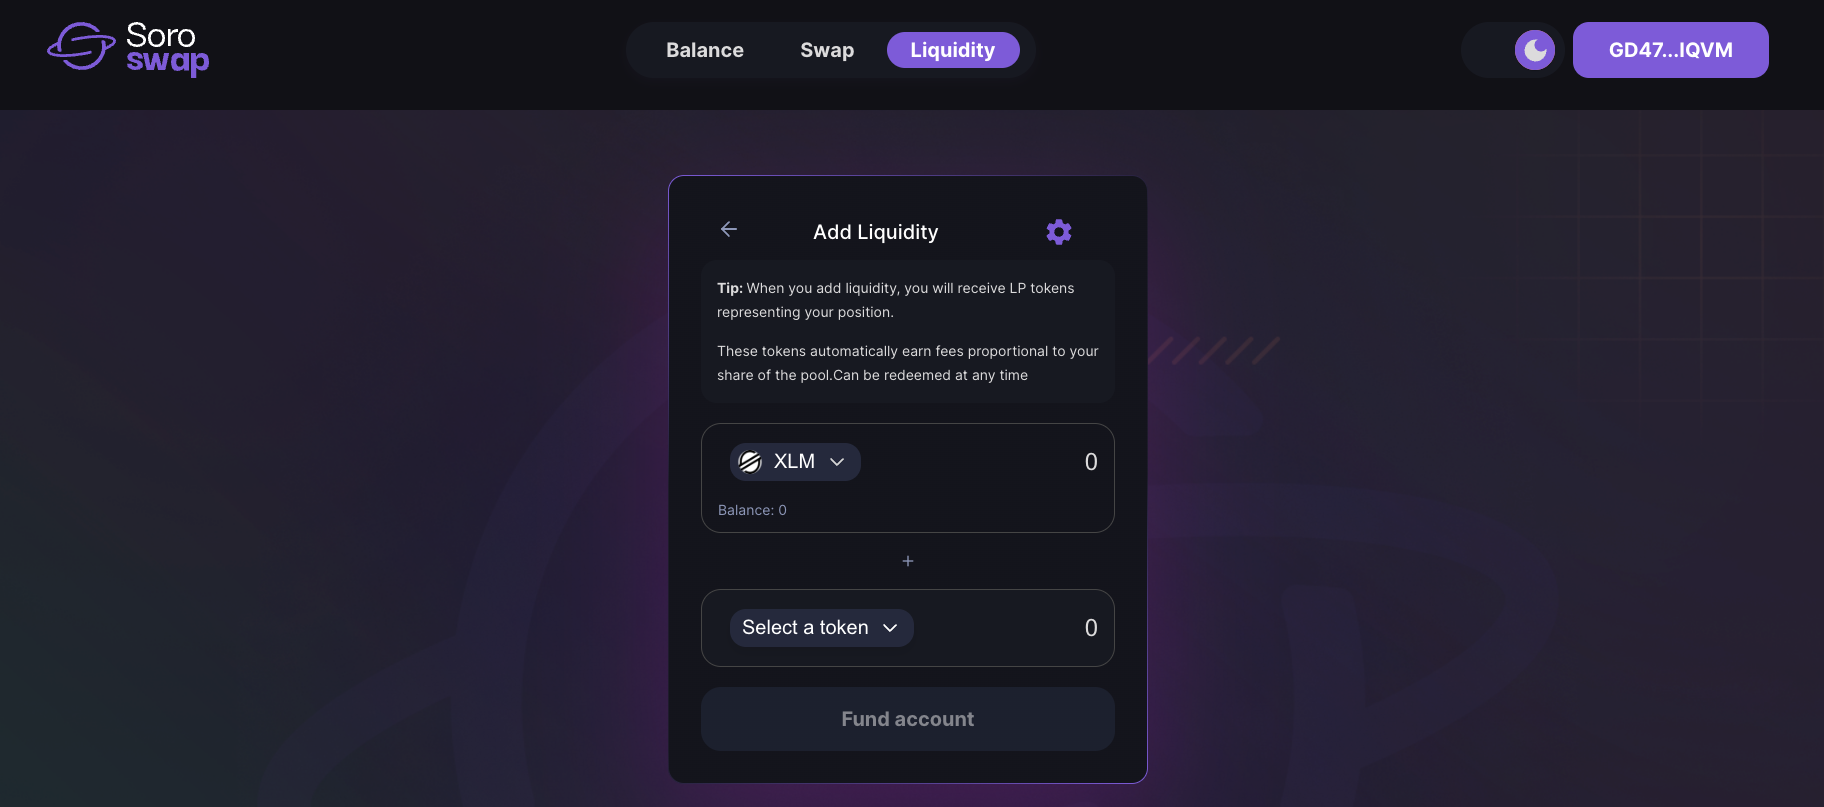 Soro
swap
Balance
Swap
Liquidity
GD47...IQVM
Add Liquidity
Tip: When you add liquidity, you will receive LP tokens
representing your position.
These tokens automatically earn fees proportional to your
share of the pool.Can be redeemed at any time
XLM
0
Balance: 0
+
Select a token
0
Fund account